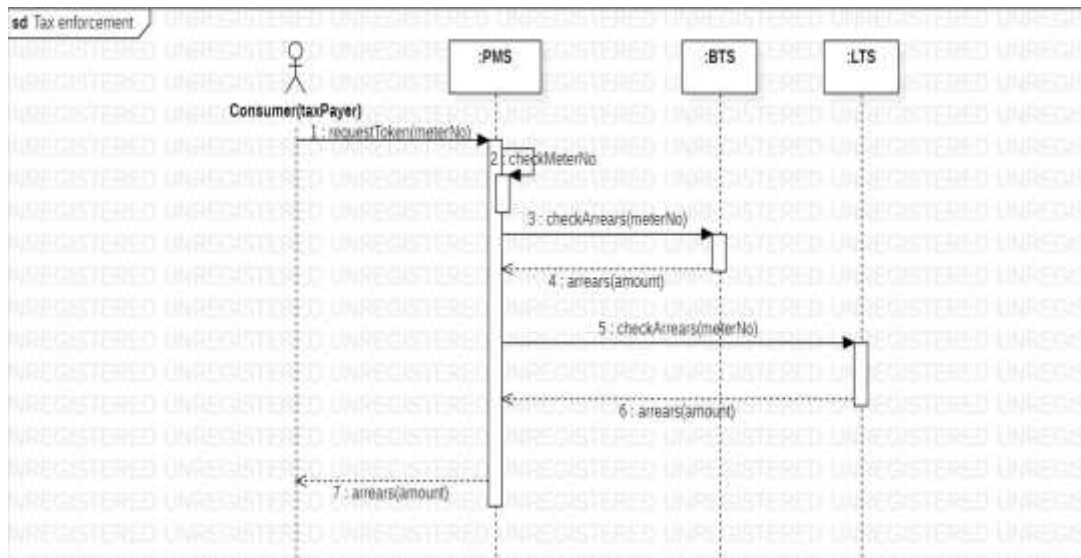 sd Tax enforcement
:PMS
:BTS
:LTS
Consumer(taxPayer)
1 : requestToken(meterNo)
2 : checkMeterNo
3 : checkArrears(meterNo)
4 : arrears(amount)
5 : checkArrears(meterNo)
6 : arrears(amount)
7 : arrears(amount)
UNREGISTERED